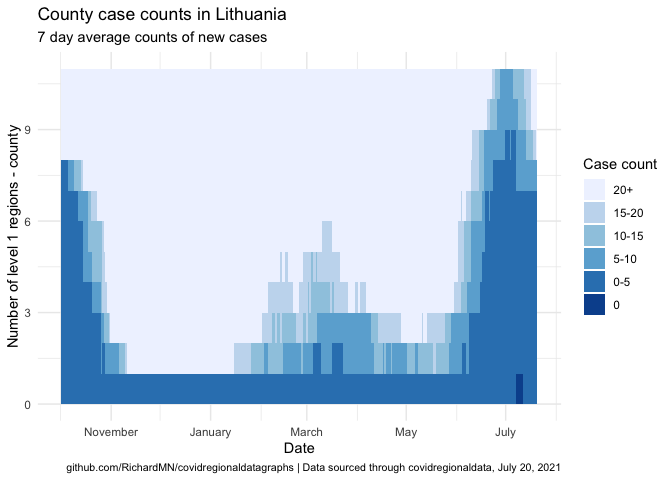 County case counts in Lithuania
7 day average counts of new cases
Number of level 1 regions - county
9
6
3
0
November
January
March
May
July
Date
Case count
20+
15-20
10-15
5-10
0-5
0
github.com/RichardMN/covidregionaldatagraphs | Data sourced through covidregionaldata, July 20, 2021